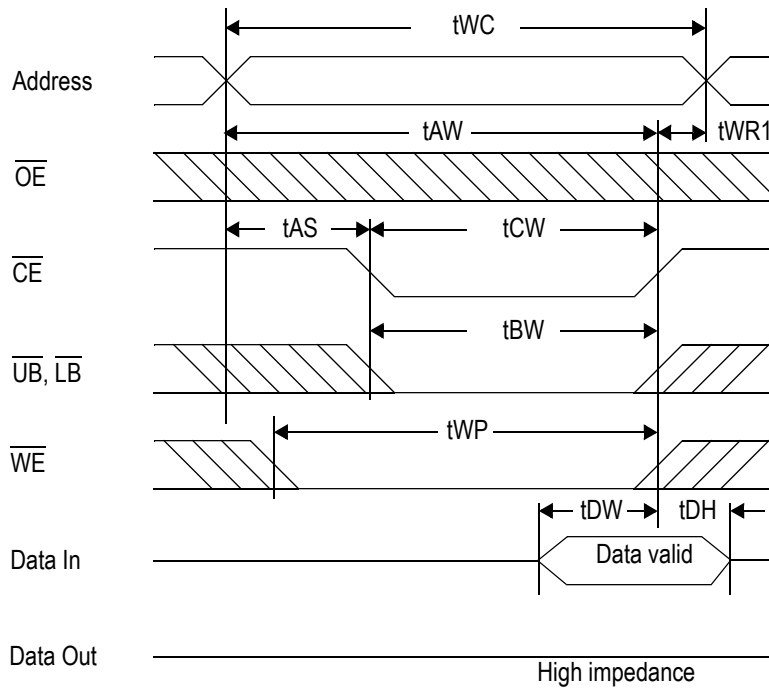 tWC
Address
tAW
tWR1
OE
tAS
tCW
CE
tBW
UB, LB
tWP
WE
tDW
tDH
Data In
Data valid
Data Out
High impedance